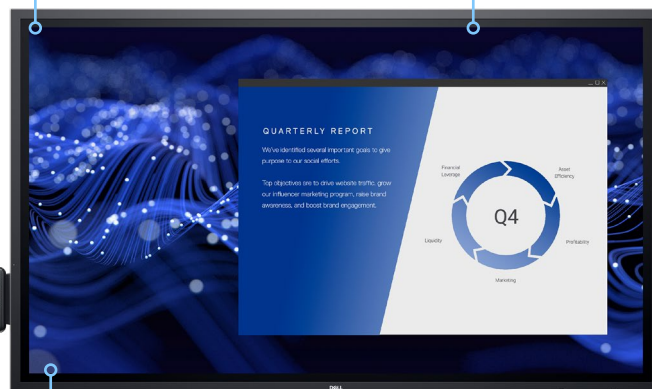 QUARTERLY REPORT
We've identified several important goals to give
purpose to our social efforts.
Top objectives are to drive website traffic, grow
our influencer marketing program, raise brand
awareness, and boost brand engagement.
Financial
Leverage
Asset
Efficiency
Q4
Liquidity
Profitability
Marketing
DELL